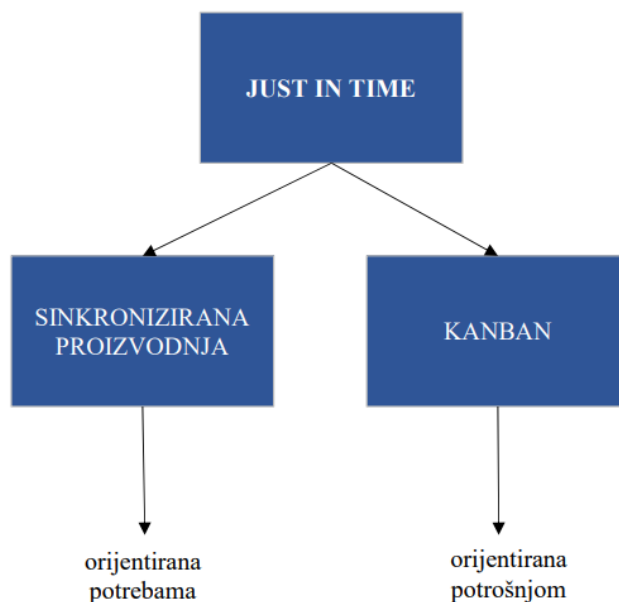 JUST IN TIME
SINKRONIZIRANA
PROIZVODNJA
KANBAN
orijentirana
potrebama
orijentirana
potrošnjom